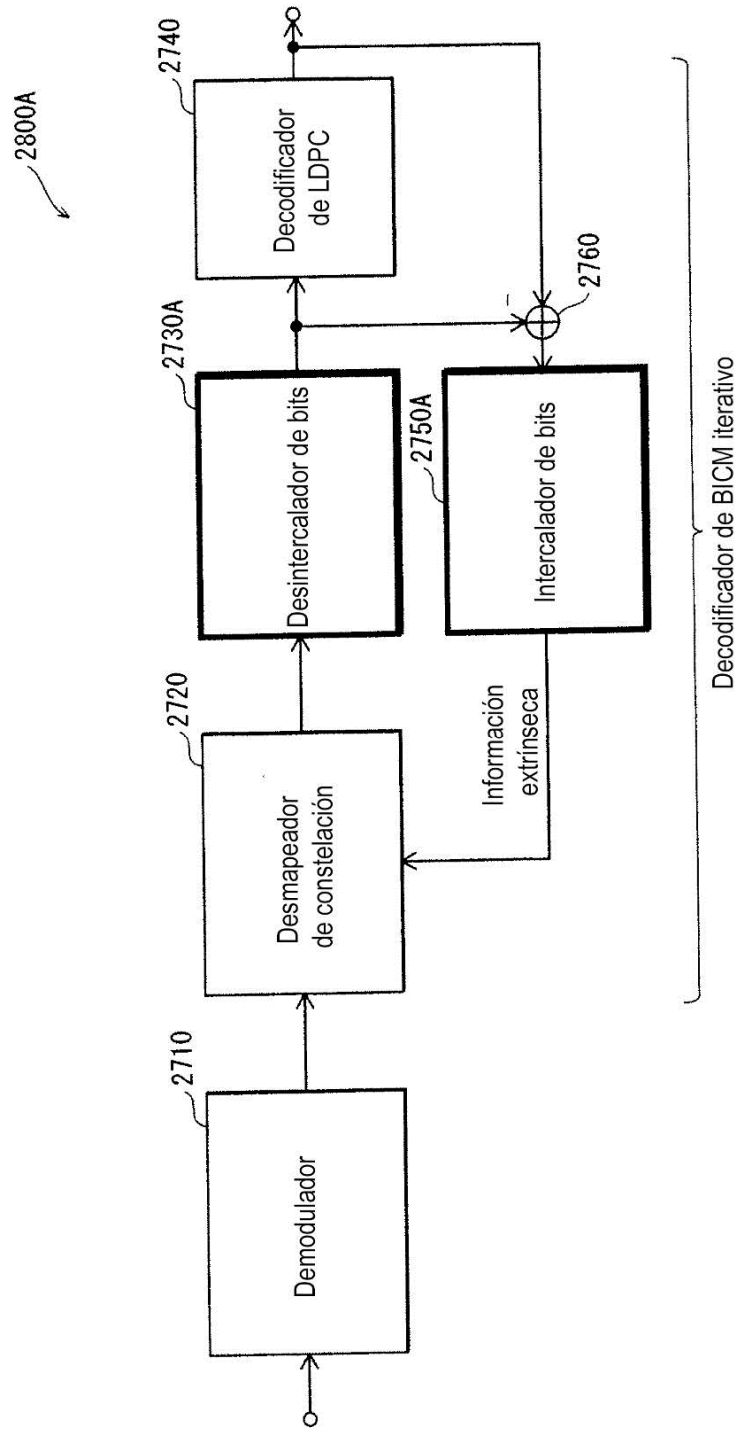 2800A
2710
Demodulador
2720
Desmapeador
de constelación
2730A
Desintercalador de bits
2740
Decodificador
de LDPC
2750A
Intercalador de bits
–
2760
Información
extrínseca
Decodificador de BICM iterativo